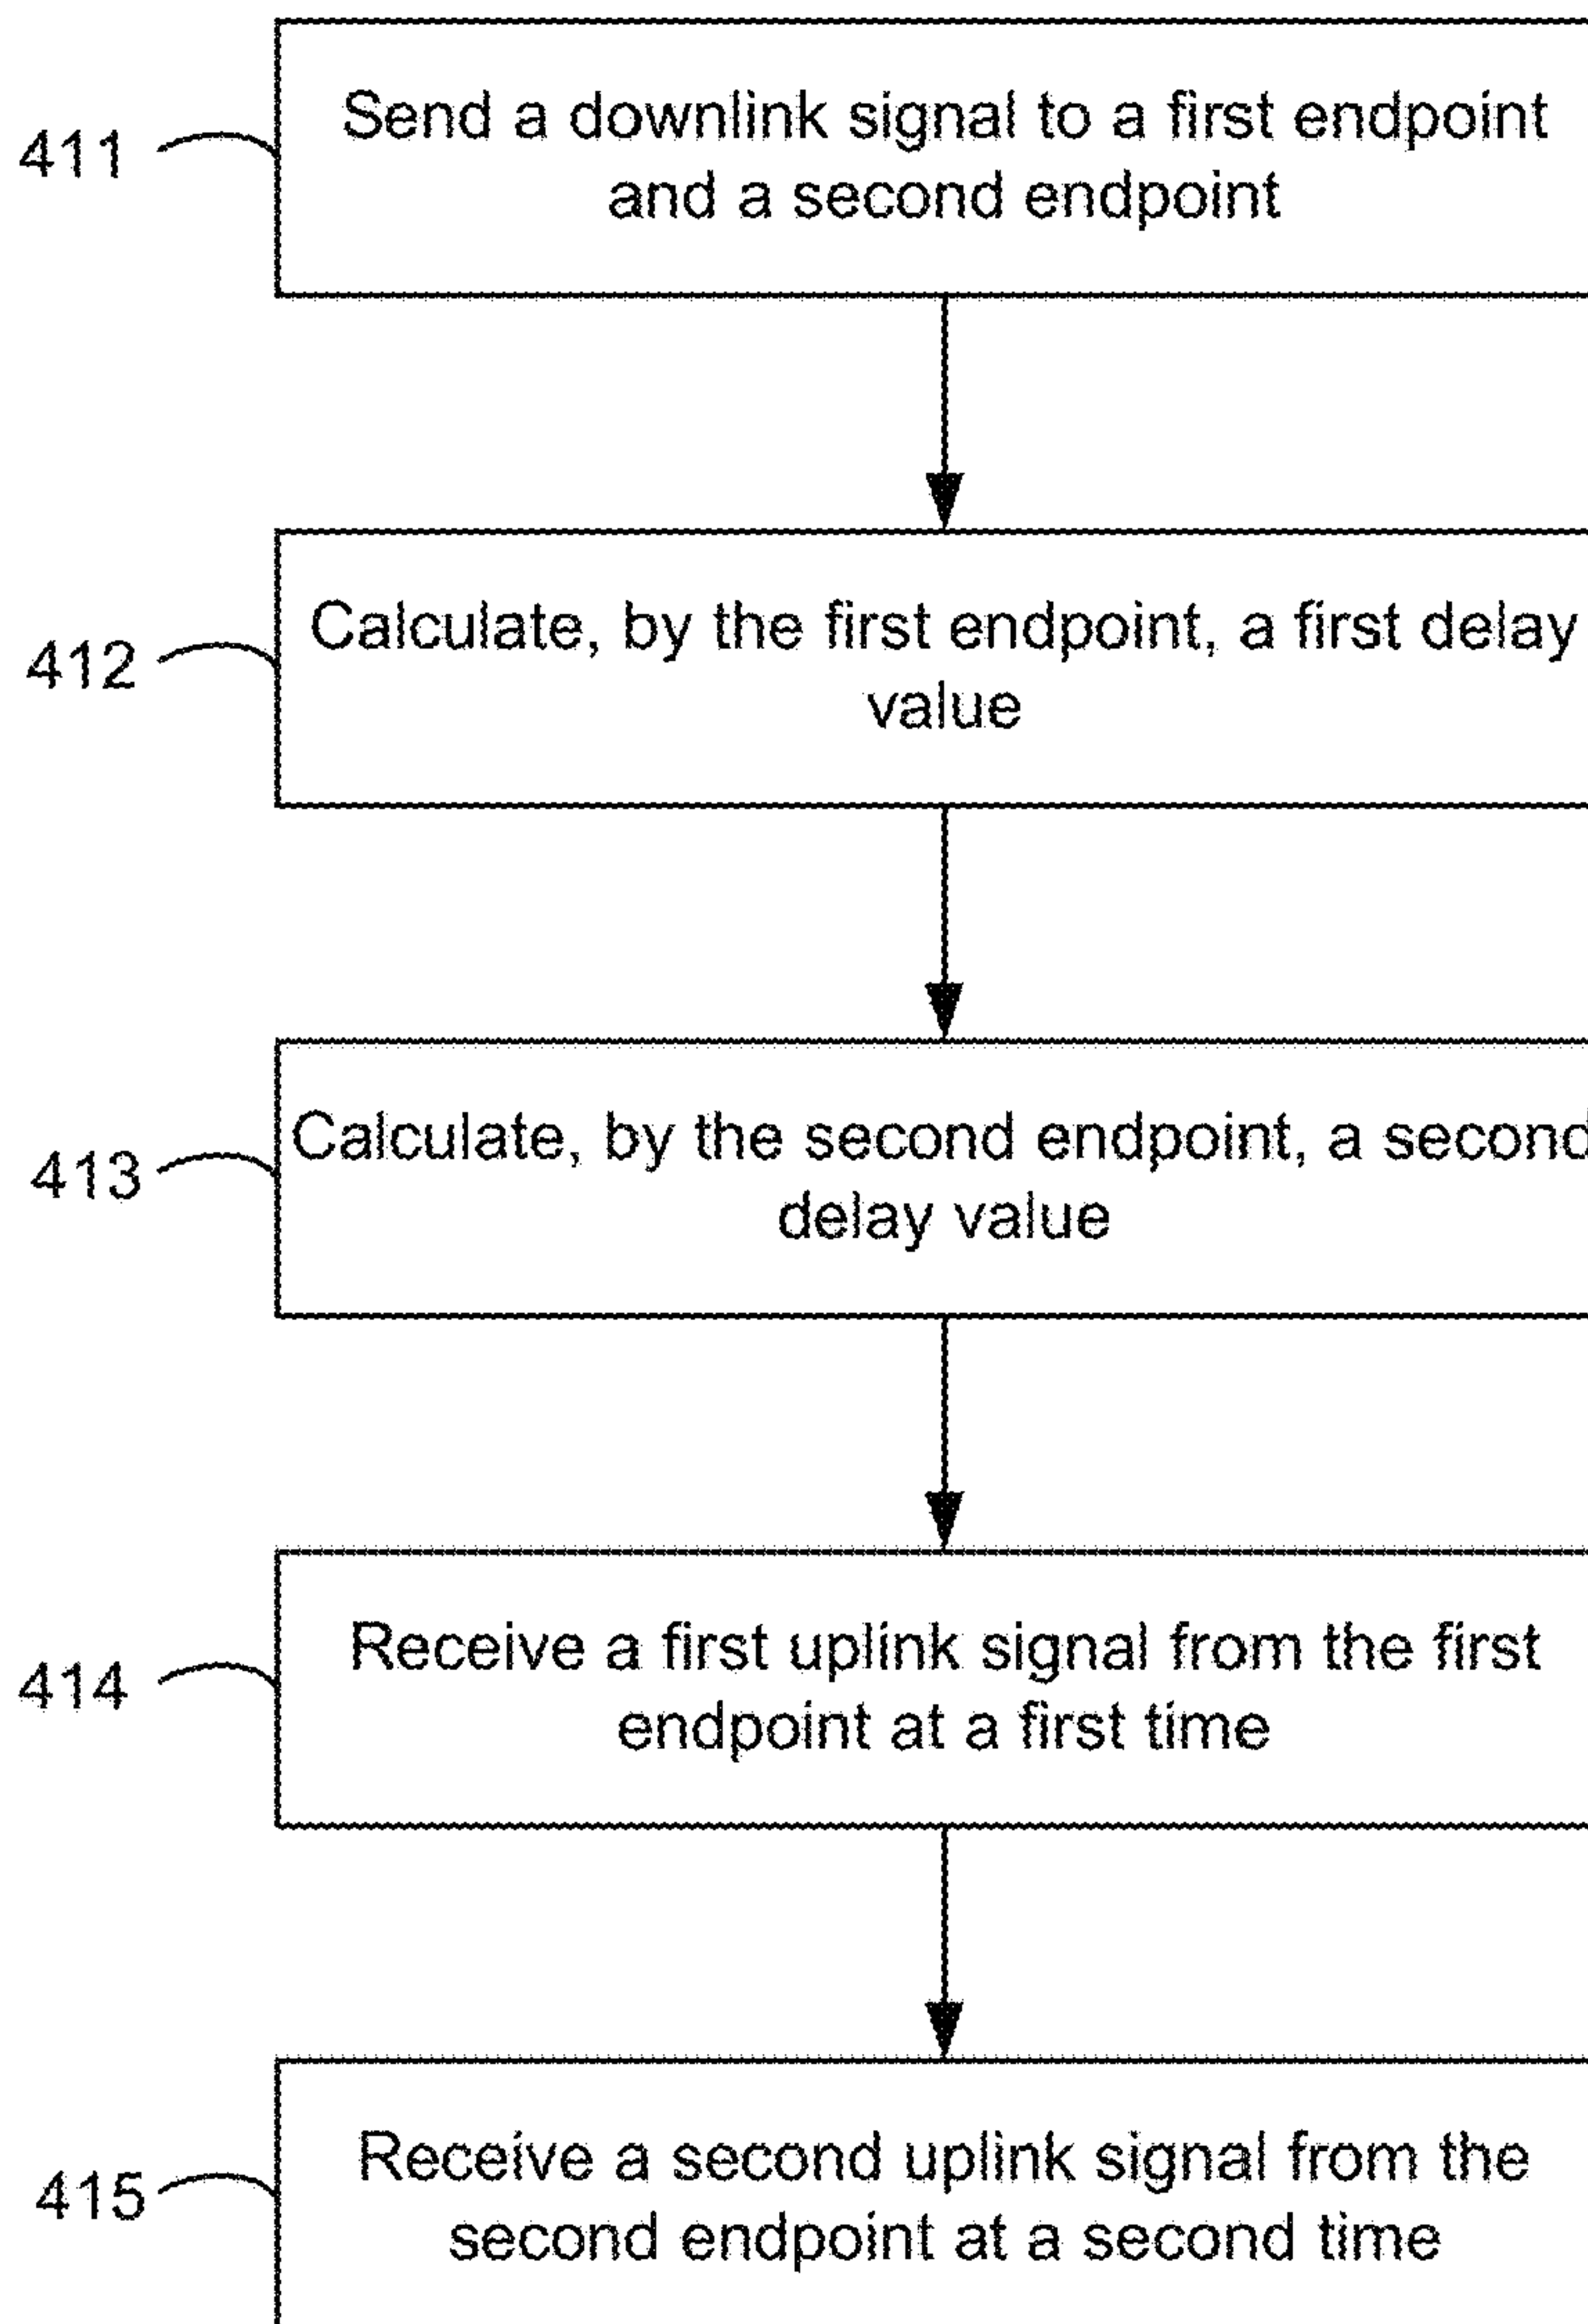 411
Send a downlink signal to a first endpoint
and a second endpoint
412
Calculate, by the first endpoint, a first delay
value
413
Calculate, by the second endpoint, a second
delay value
414
Receive a first uplink signal from the first
endpoint at a first time
415
Receive a second uplink signal from the
second endpoint at a second time